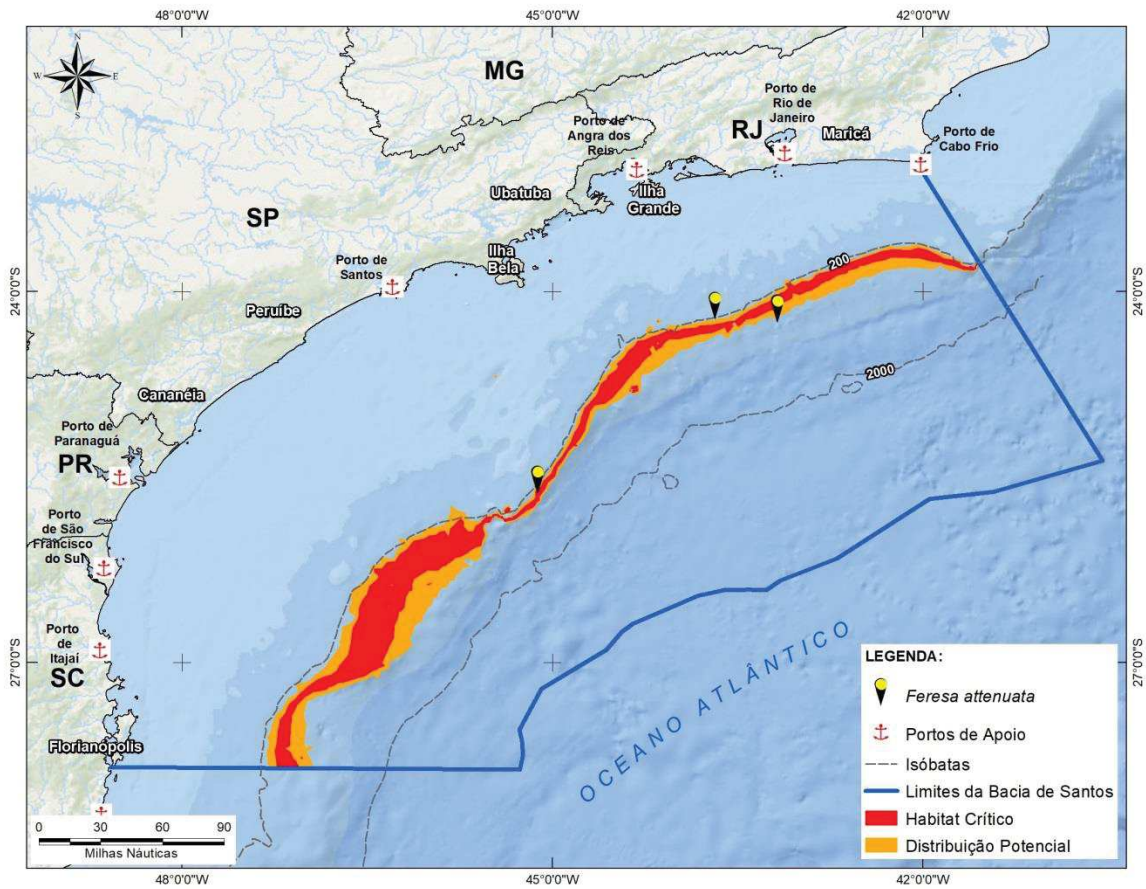 48°0'0"W
45°0'0"W
42°0'0"W
N
W
E
S
MG
Porto de
Rio de
Janeiro
Porto de
Angra dos
Reis
RJ
Maricá
Porto de
Cabo Frio
Ubatuba
Ilha
Grande
SP
Ilha
Bela
Porto de
Santos
200
24°0'0"S
24°0'0"S
Peruíbe
2000
Cananéia
Porto de
Paranaguá
PR
Porto
de São
Francisco
do Sul
Porto
de
Itajaí
SC
27°0'0"S
27°0'0"S
Florianópolis
OCEANO ATLÂNTICO
LEGENDA:
Feresa attenuata
Portos de Apoio
Isóbatas
Limites da Bacia de Santos
Habitat Crítico
Distribuição Potencial
0 30 60 90
Milhas Náuticas
48°0'0"W
45°0'0"W
42°0'0"W